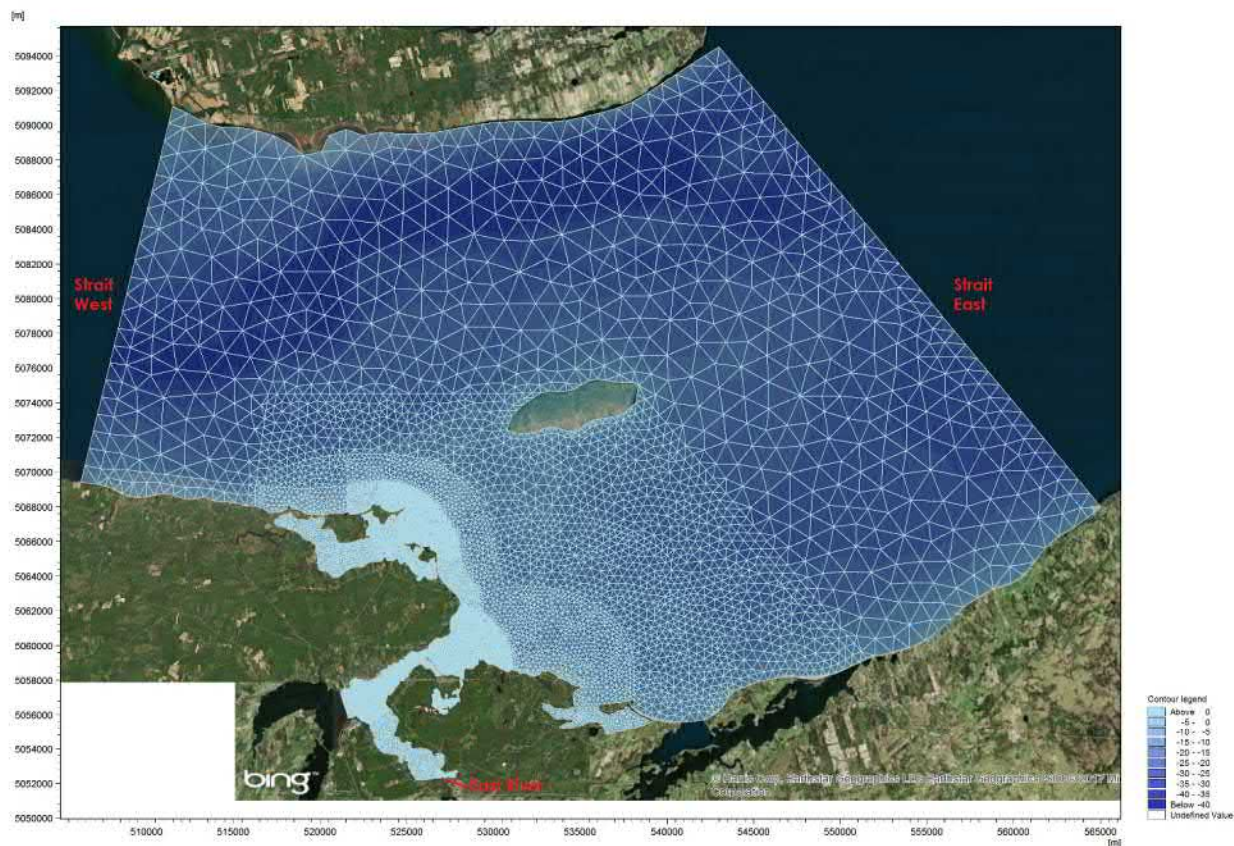 [m]
5094000
5092000
5090000
5088000
5086000
5084000
5082000
5080000
5078000
5076000
5074000
5072000
5070000
5068000
5066000
5064000
5062000
5060000
5058000
5056000
5054000
5052000
5050000
Strait
West
Strait
East
East River
bing™
Corporation
510000 515000 520000 525000 530000 535000 540000 545000 550000 555000 560000 565000
[m]
Contour legend
Above 0
-5 - 0
-10 - -5
-15 - -10
-20 - -15
-25 - -20
-30 - -25
-35 - -30
-40 - -35
Below -40
Undefined Value